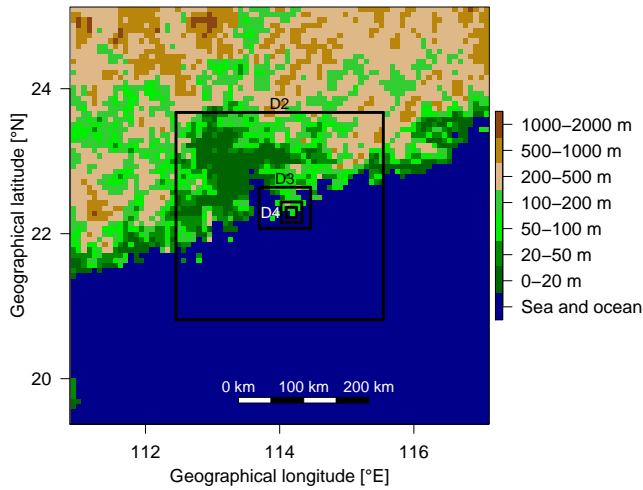 D2
D3
D4
0 km 100 km 200 km
24
22
20
Geographical latitude [°N]
112 114 116
Geographical longitude [°E]
1000–2000 m
500–1000 m
200–500 m
100–200 m
50–100 m
20–50 m
0–20 m
Sea and ocean